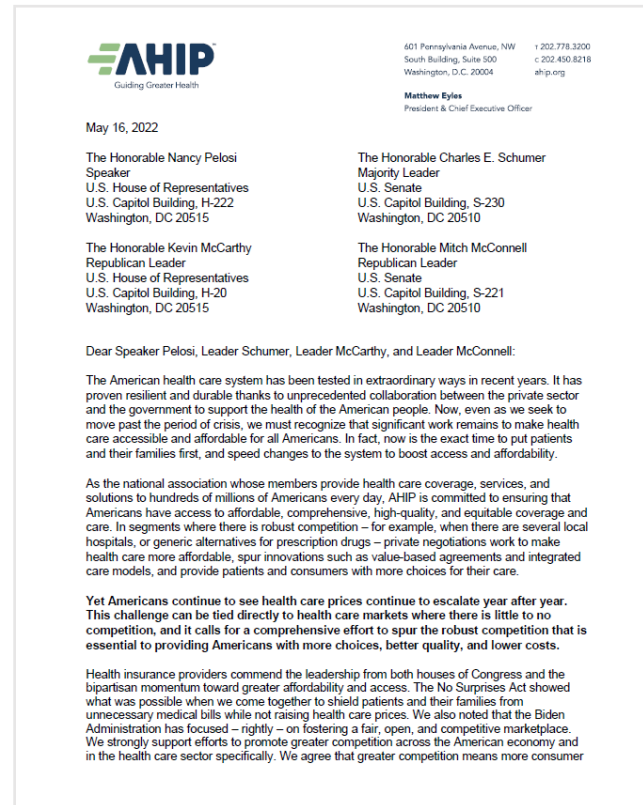 AHIP
Guiding Greater Health
601 Pennsylvania Avenue, NW
South Building, Suite 500
Washington, D.C. 20004
T 202.778.3200
C 202.450.8218
ahip.org
Matthew Eyles
President & Chief Executive Officer
May 16, 2022
The Honorable Nancy Pelosi
Speaker
U.S. House of Representatives
U.S. Capitol Building, H-222
Washington, DC 20515
The Honorable Charles E. Schumer
Majority Leader
U.S. Senate
U.S. Capitol Building, S-230
Washington, DC 20510
The Honorable Kevin McCarthy
Republican Leader
U.S. House of Representatives
U.S. Capitol Building, H-20
Washington, DC 20515
The Honorable Mitch McConnell
Republican Leader
U.S. Senate
U.S. Capitol Building, S-221
Washington, DC 20510
Dear Speaker Pelosi, Leader Schumer, Leader McCarthy, and Leader McConnell:
The American health care system has been tested in extraordinary ways in recent years. It has
proven resilient and durable thanks to unprecedented collaboration between the private sector
and the government to support the health of the American people. Now, even as we seek to
move past the period of crisis, we must recognize that significant work remains to make health
care accessible and affordable for all Americans. In fact, now is the exact time to put patients
and their families first, and speed changes to the system to boost access and affordability.
As the national association whose members provide health care coverage, services, and
solutions to hundreds of millions of Americans every day, AHIP is committed to ensuring that
Americans have access to affordable, comprehensive, high-quality, and equitable coverage and
care. In segments where there is robust competition – for example, when there are several local
hospitals, or generic alternatives for prescription drugs – private negotiations work to make
health care more affordable, spur innovations such as value-based agreements and integrated
care models, and provide patients and consumers with more choices for their care.
Yet Americans continue to see health care prices continue to escalate year after year.
This challenge can be tied directly to health care markets where there is little to no
competition, and it calls for a comprehensive effort to spur the robust competition that is
essential to providing Americans with more choices, better quality, and lower costs.
Health insurance providers commend the leadership from both houses of Congress and the
bipartisan momentum toward greater affordability and access. The No Surprises Act showed
what was possible when we come together to shield patients and their families from
unnecessary medical bills while not raising health care prices. We also noted that the Biden
Administration has focused – rightly – on fostering a fair, open, and competitive marketplace.
We strongly support efforts to promote greater competition across the American economy and
in the health care sector specifically. We agree that greater competition means more consumer